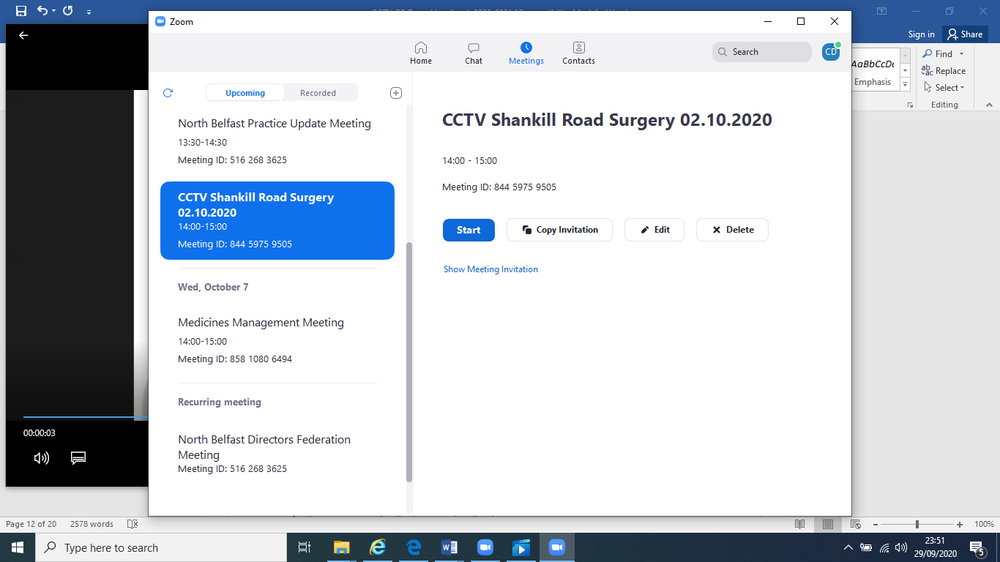 Zoom
Sign in
Share
Home
Chat
Meetings
Contacts
Search
CD
AaBbCcDc
Emphasis
Find
Replace
Select
Editing
Upcoming
Recorded
North Belfast Practice Update Meeting
13:30-14:30
Meeting ID: 516 268 3625
CCTV Shankill Road Surgery
02.10.2020
14:00-15:00
Meeting ID: 844 5975 9505
Wed, October 7
Medicines Management Meeting
14:00-15:00
Meeting ID: 858 1080 6494
Recurring meeting
North Belfast Directors Federation
Meeting
Meeting ID: 516 268 3625
CCTV Shankill Road Surgery 02.10.2020
14:00 - 15:00
Meeting ID: 844 5975 9505
Start
Copy Invitation
Edit
Delete
Show Meeting Invitation
00:00:03
Page 12 of 20
2578 words
100%
Type here to search
23:51
29/09/2020
5